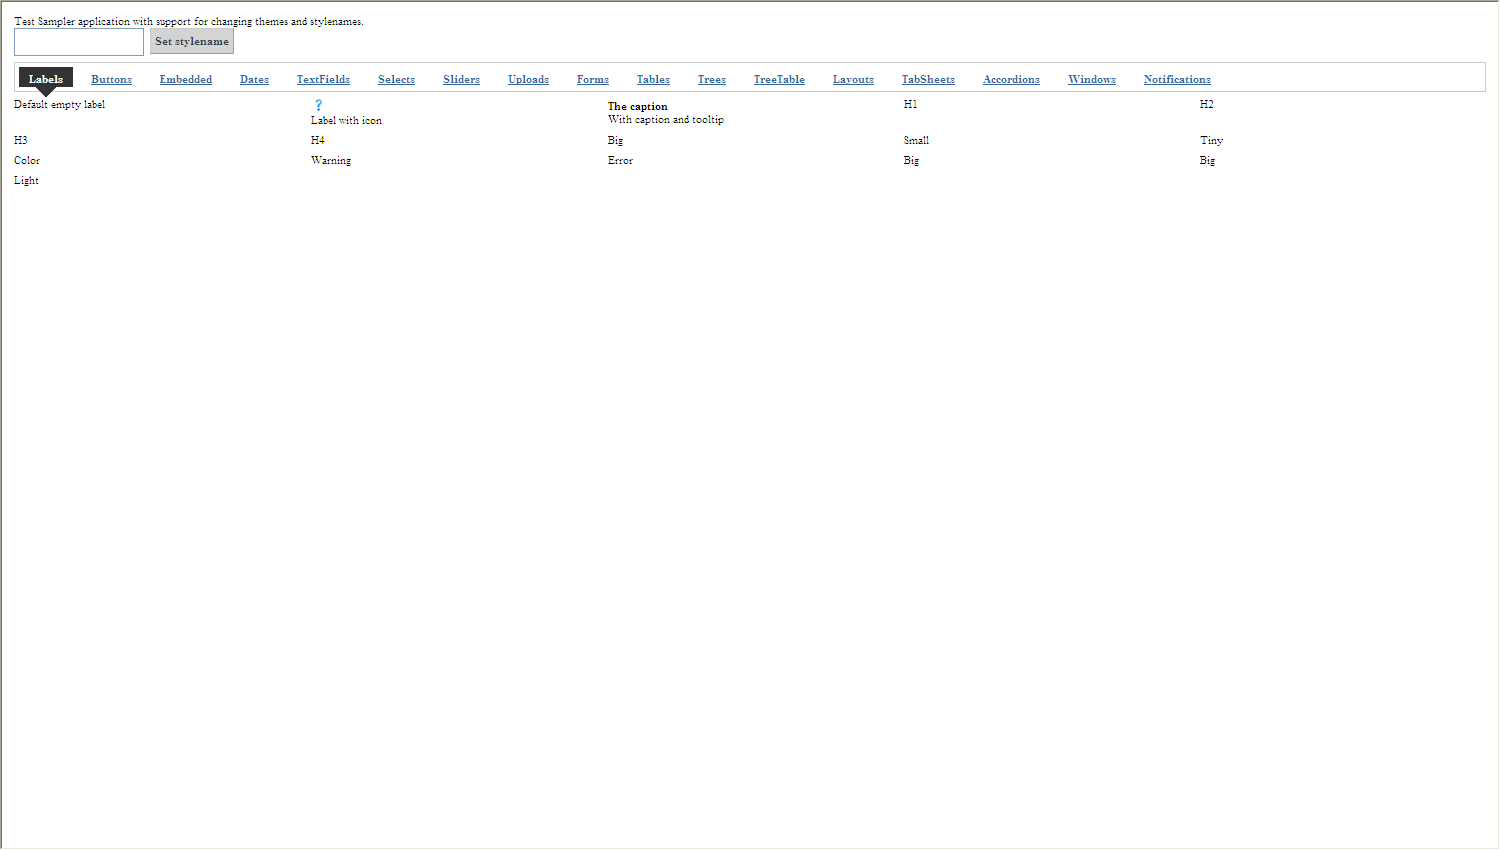 Test Sampler application with support for changing themes and stylenames.
Set stylename
Labels Buttons Embedded Dates TextFields Selects Sliders Uploads Forms Tables Trees TreeTable Layouts TabSheets Accordions Windows Notifications
Default empty label ? The caption H1 H2
Label with icon With caption and tooltip
H3 H4 Big Small Tiny
Color Warning Error Big Big
Light